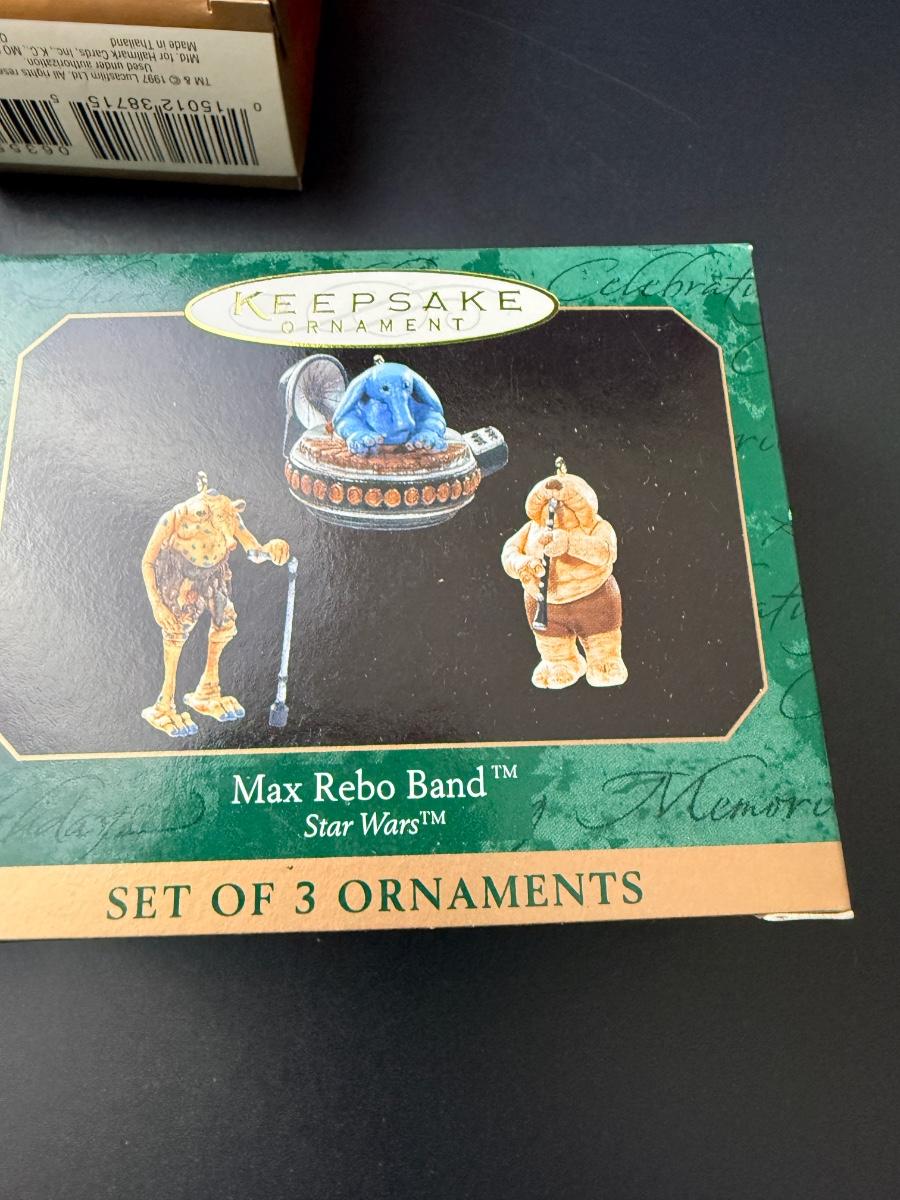 TM & © 1997 Lucasfilm Ltd. All rights
Used under authorization
Mfd. for Hallmark Cards, Inc., K.C., MO
Made in Thailand
0 15012 38715 5
KEEPSAKE
ORNAMENT
Max Rebo Band™
Star Wars™
SET OF 3 ORNAMENTS